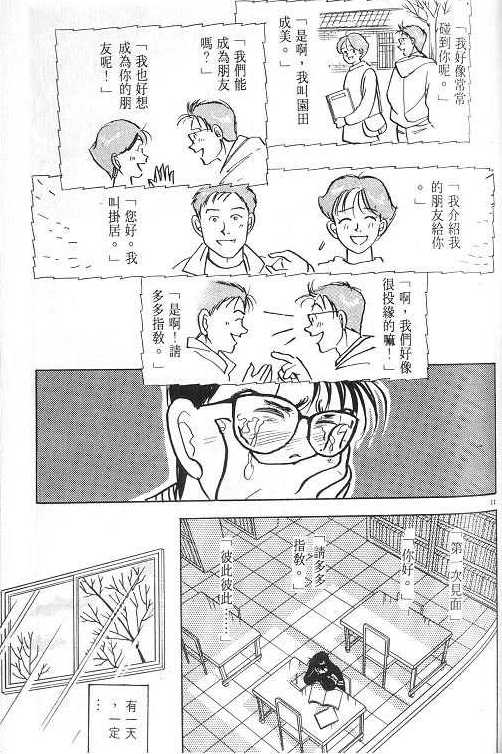 「我好像常常
碰到你呢。」
「是啊，我叫園田
成美。」
「我們能
成為朋友
嗎？」
「我也好想
成為你的朋
友呢！」
「我介紹我
的朋友給你
。」
「您好。我
叫掛居。」
「啊，我們好像
很投緣的嘛！」
「是啊！請
多多指教。」
11
第一次見面
「你好。」
「請多多
指教。」
「彼此彼此……」
有一天
，一定
…